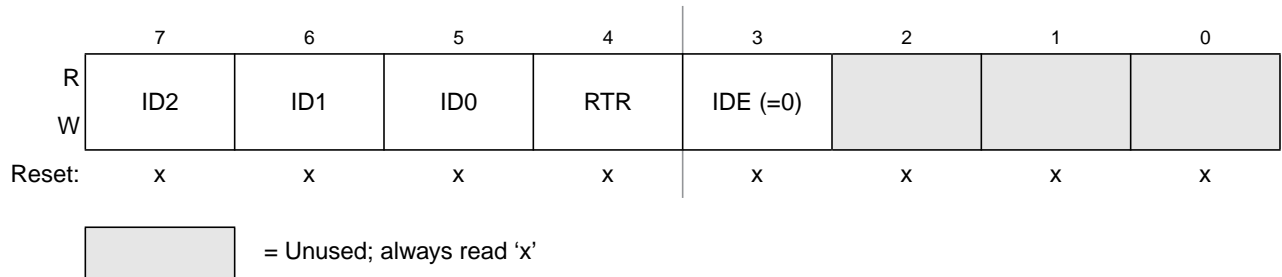 7 6 5 4 3 2 1 0
R
ID2 ID1 ID0 RTR IDE (=0)
W
Reset: x x x x x x x x
= Unused; always read ‘x’